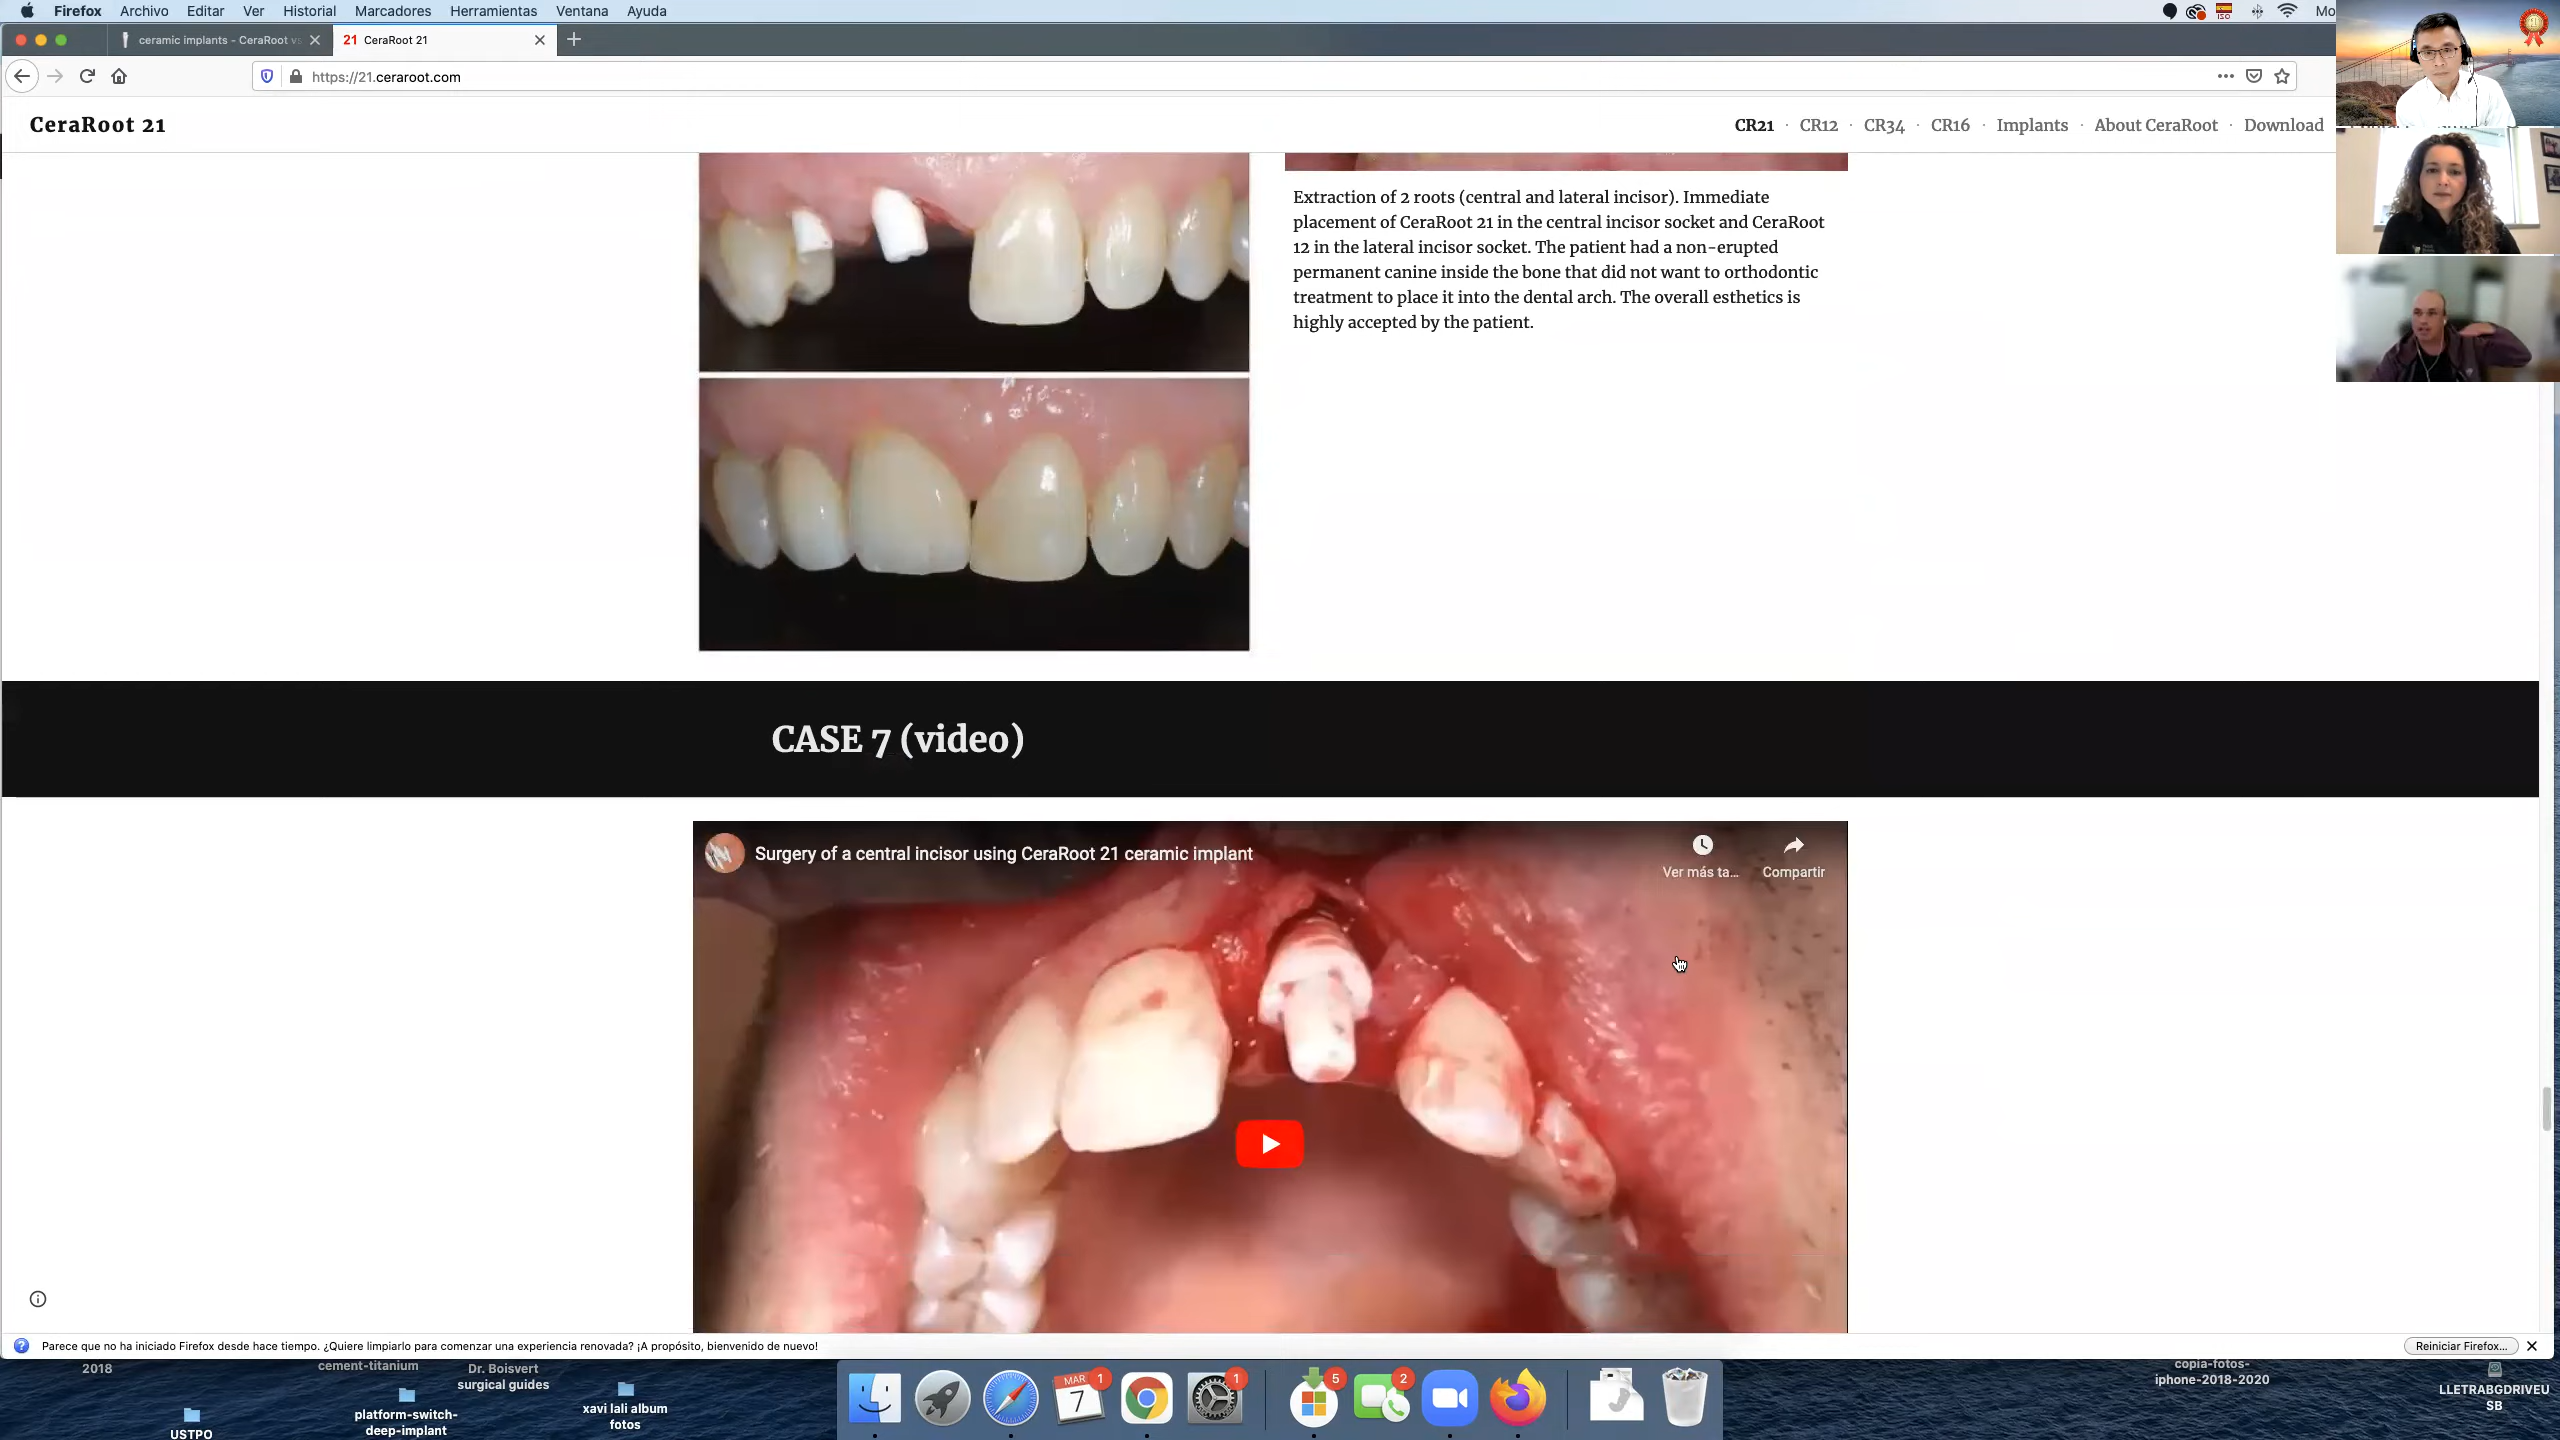 Firefox Archivo Editar Ver Historial Marcadores Herramientas Ventana Ayuda ISO Mo
ceramic implants - CeraRoot vs
21 CeraRoot 21
https://21.ceraroot.com
CeraRoot 21
CR21 · CR12 · CR34 · CR16 · Implants · About CeraRoot · Download
Extraction of 2 roots (central and lateral incisor). Immediate
placement of CeraRoot 21 in the central incisor socket and CeraRoot
12 in the lateral incisor socket. The patient had a non-erupted
permanent canine inside the bone that did not want to orthodontic
treatment to place it into the dental arch. The overall esthetics is
highly accepted by the patient.
CASE 7 (video)
Surgery of a central incisor using CeraRoot 21 ceramic implant
Ver más ta...
Compartir
Parece que no ha iniciado Firefox desde hace tiempo. ¿Quiere limpiarlo para comenzar una experiencia renovada? ¡A propósito, bienvenido de nuevo!
Reiniciar Firefox...
2018
cement-titanium
Dr. Boisvert
surgical guides
platform-switch-
deep-implant
xavi lali album
fotos
USTPO
MAR
7
1
1
5
2
copia-fotos-
iphone-2018-2020
LLETRABGDRIVEU
SB